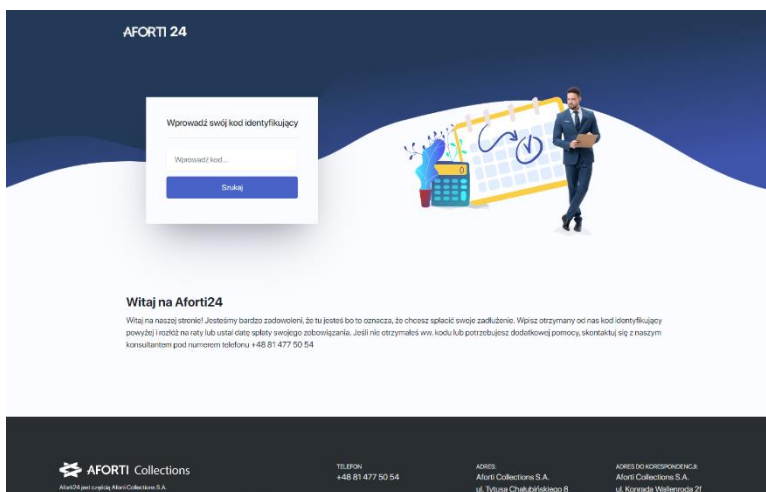 AFORTI 24
Wprowadź swój kod identyfikujący
Wprowadź kod...
Szukaj
Witaj na Aforti24
Witaj na naszej stronie! Jesteśmy bardzo zadowoleni, że tu jesteś bo to oznacza, że chcesz spłacić swoje zadłużenie. Wpisz otrzymany od nas kod identyfikujący
powyżej i rozłóż na raty lub ustal datę spłaty swojego zobowiązania. Jeśli nie otrzymałeś ww. kodu lub potrzebujesz dodatkowej pomocy, skontaktuj się z naszym
konsultantem pod numerem telefonu +48 81 477 50 54
AFORTI Collections
Aforti24 jest częścią Aforti Collections S.A.
TELEFON
+48 81 477 50 54
ADRES:
Aforti Collections S.A.
ul. Tytusa Chałubińskiego 8
ADRES DO KORESPONDENCJI:
Aforti Collections S.A.
ul. Konrada Wallenroda 2f